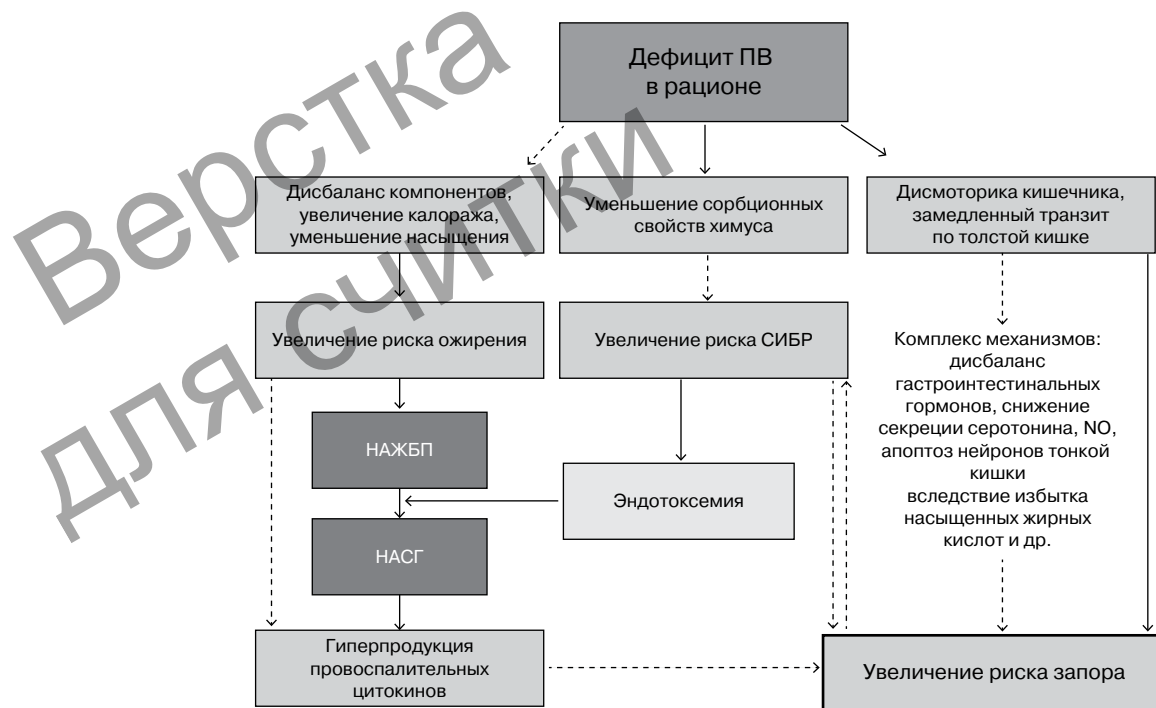 Дефицит ПВ
в рационе
Дисбаланс компонентов,
увеличение калоража,
уменьшение насыщения
Уменьшение сорбционных
свойств химуса
Дисмоторика кишечника,
замедленный транзит
по толстой кишке
Увеличение риска ожирения
Увеличение риска СИБР
Комплекс механизмов:
дисбаланс
гастроинтестинальных
гормонов, снижение
секреции серотонина, NO,
апоптоз нейронов тонкой
кишки
вследствие избытка
насыщенных жирных
кислот и др.
НАЖБП
Эндотоксемия
НАСГ
Гиперпродукция
провоспалительных
цитокинов
Увеличение риска запора
Верстка
для считки